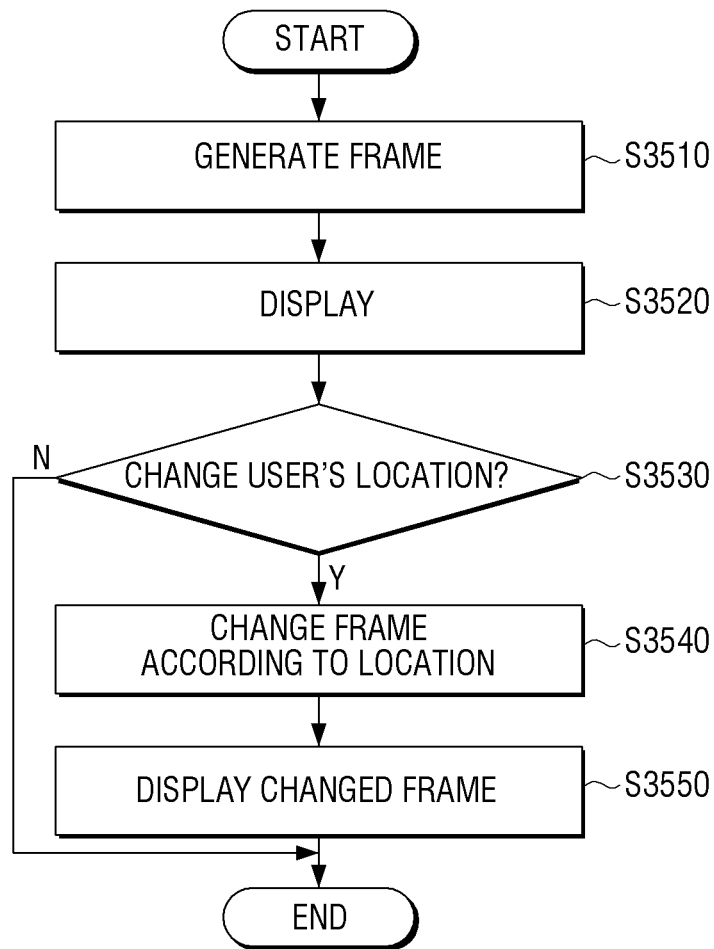 START
GENERATE FRAME
S3510
DISPLAY
S3520
N
CHANGE USER'S LOCATION?
S3530
Y
CHANGE FRAME
ACCORDING TO LOCATION
S3540
DISPLAY CHANGED FRAME
S3550
END